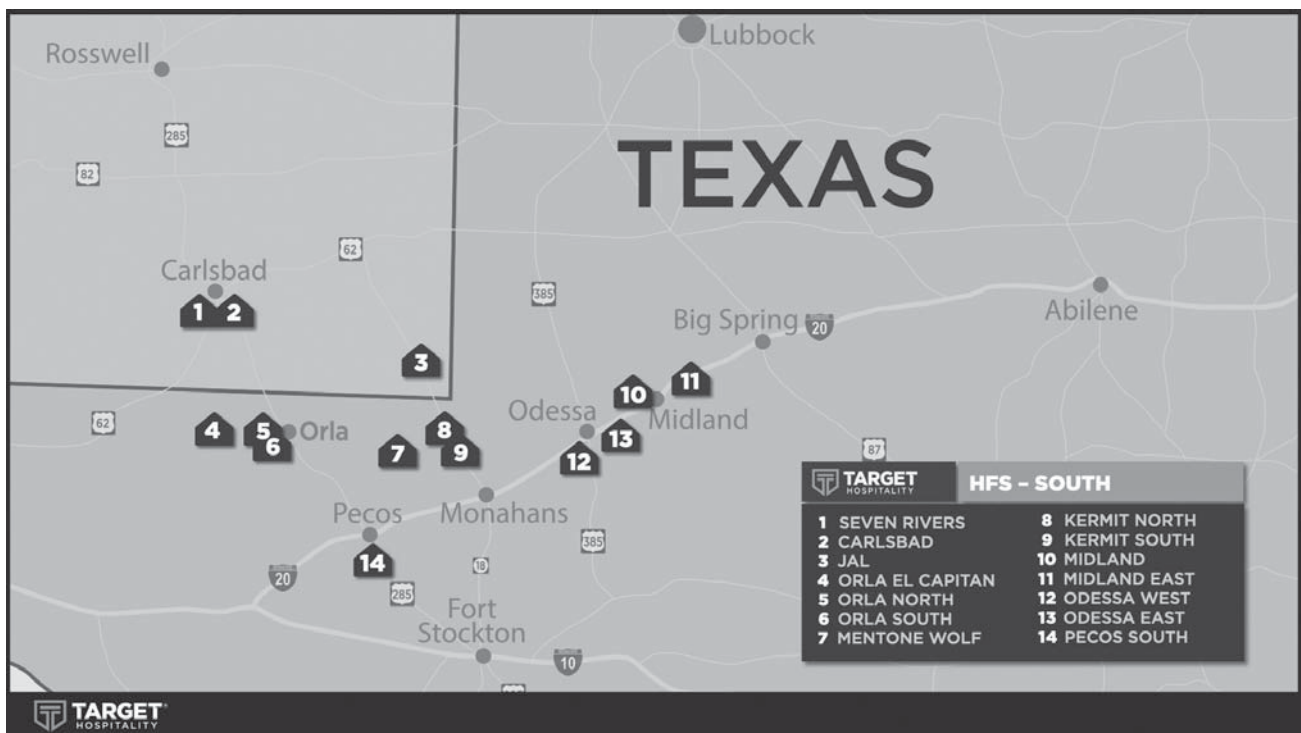 Rosswell
Lubbock
285
82
TEXAS
62
Carlsbad
1 2
385
Abilene
Big Spring
20
3
11
10
Midland
62
4
5
6
Orla
8
7
9
Odessa
13
12
87
Monahans
Pecos
14
385
18
20
285
Fort
Stockton
10
TARGET
HOSPITALITY
HFS – SOUTH
1 SEVEN RIVERS
2 CARLSBAD
3 JAL
4 ORLA EL CAPITAN
5 ORLA NORTH
6 ORLA SOUTH
7 MENTONE WOLF
8 KERMIT NORTH
9 KERMIT SOUTH
10 MIDLAND
11 MIDLAND EAST
12 ODESSA WEST
13 ODESSA EAST
14 PECOS SOUTH
TARGET
HOSPITALITY